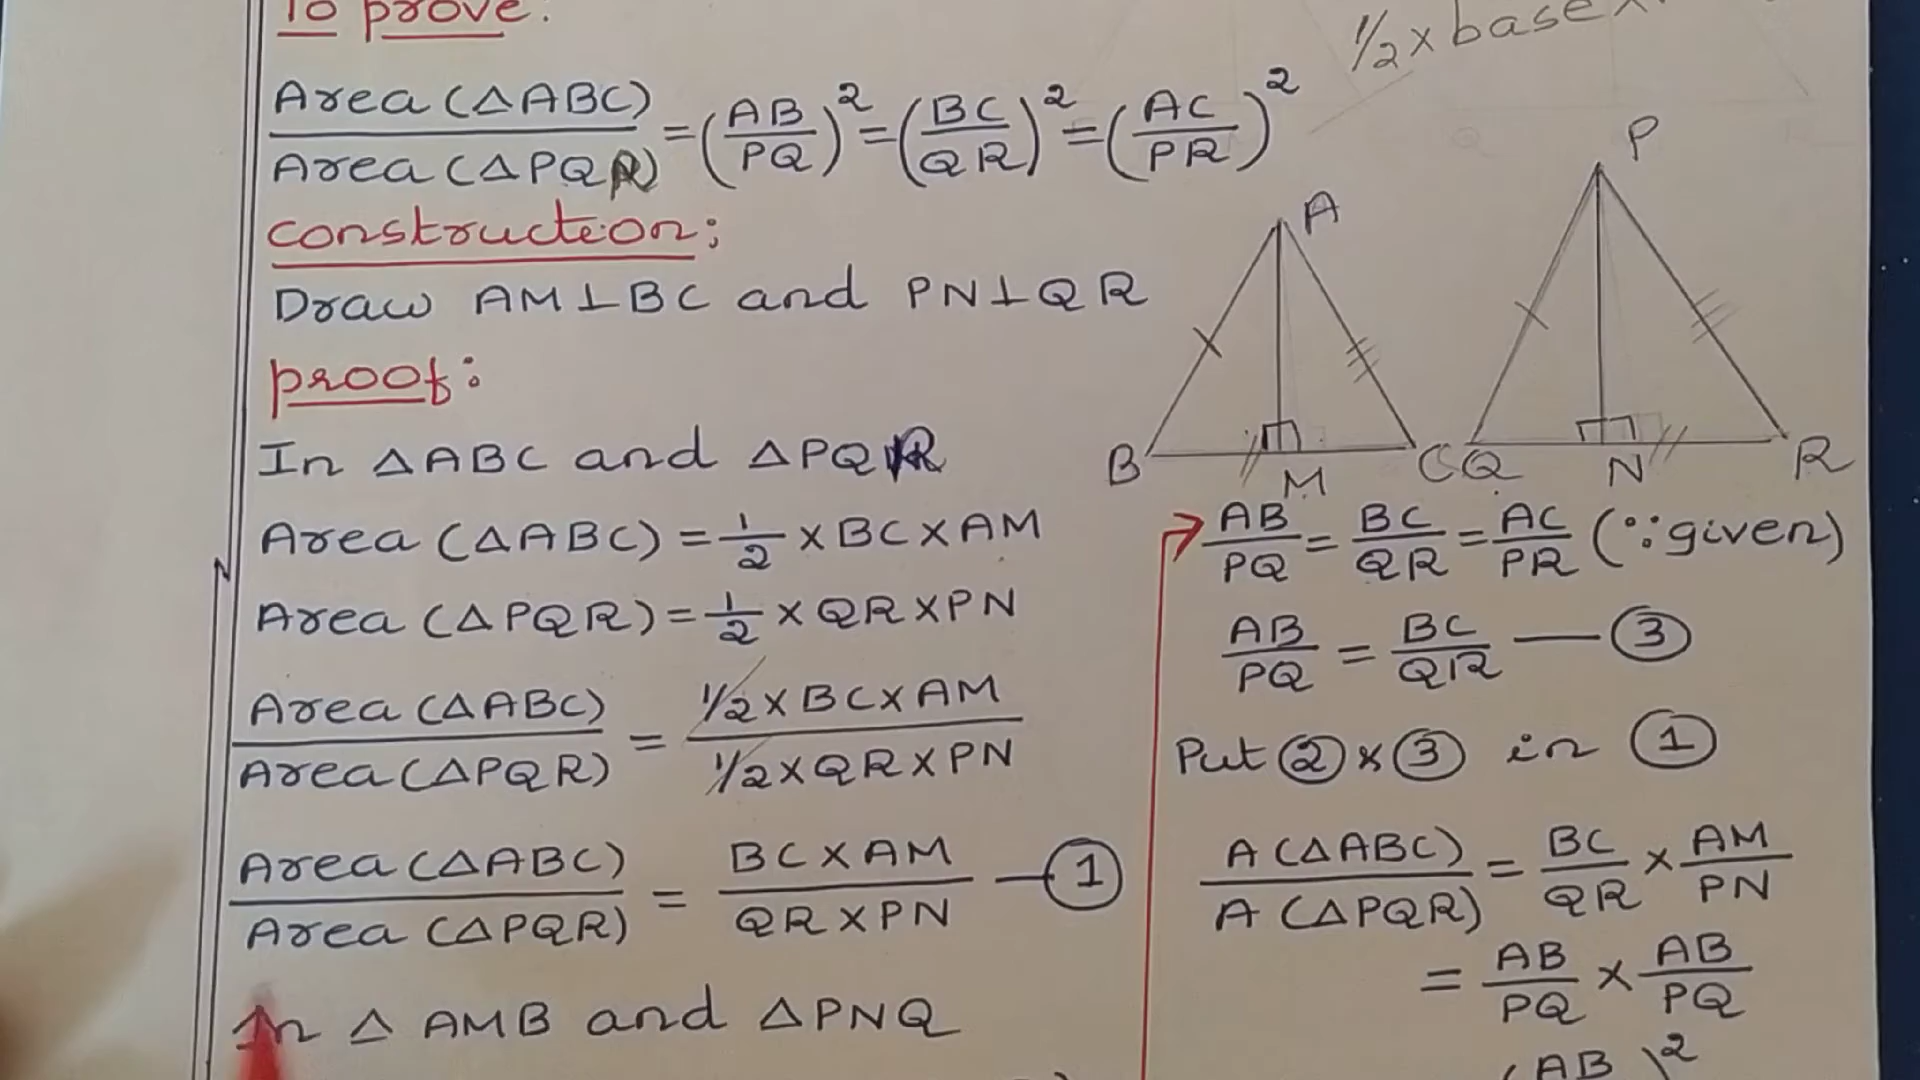 To prove:
1/2 x base x
Area (△ABC) / Area (△PQR) = (AB/PQ)² = (BC/QR)² = (AC/PR)²
construction:
Draw AM⊥BC and PN⊥QR
proof:
In △ABC and △PQR
Area (△ABC) = 1/2 x BC x AM
Area (△PQR) = 1/2 x QR x PN
Area (△ABC) / Area (△PQR) = 1/2 x BC x AM / 1/2 x QR x PN
Area (△ABC) / Area (△PQR) = BC x AM / QR x PN — ①
In △ AMB and △PNQ
A
B M C
P
Q N R
AB/PQ = BC/QR = AC/PR (∵ given)
AB/PQ = BC/QR — ③
Put ② x ③ in ①
A (△ABC) / A (△PQR) = BC/QR x AM/PN
= AB/PQ x AB/PQ
(AB )²